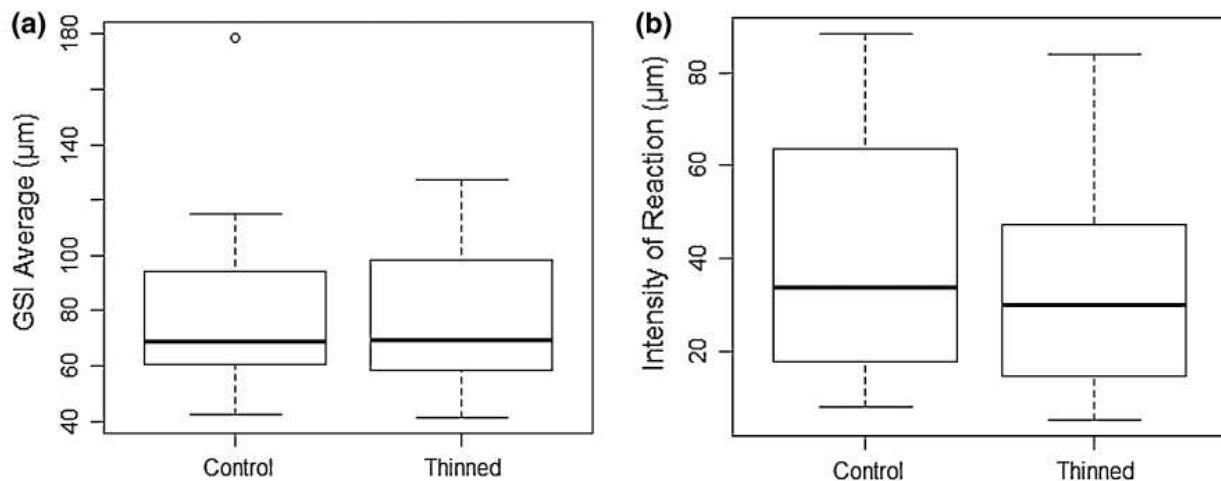 (a)
GSI Average (µm)
180
140
100
80
60
40
Control Thinned
(b)
Intensity of Reaction (µm)
80
60
40
20
Control Thinned